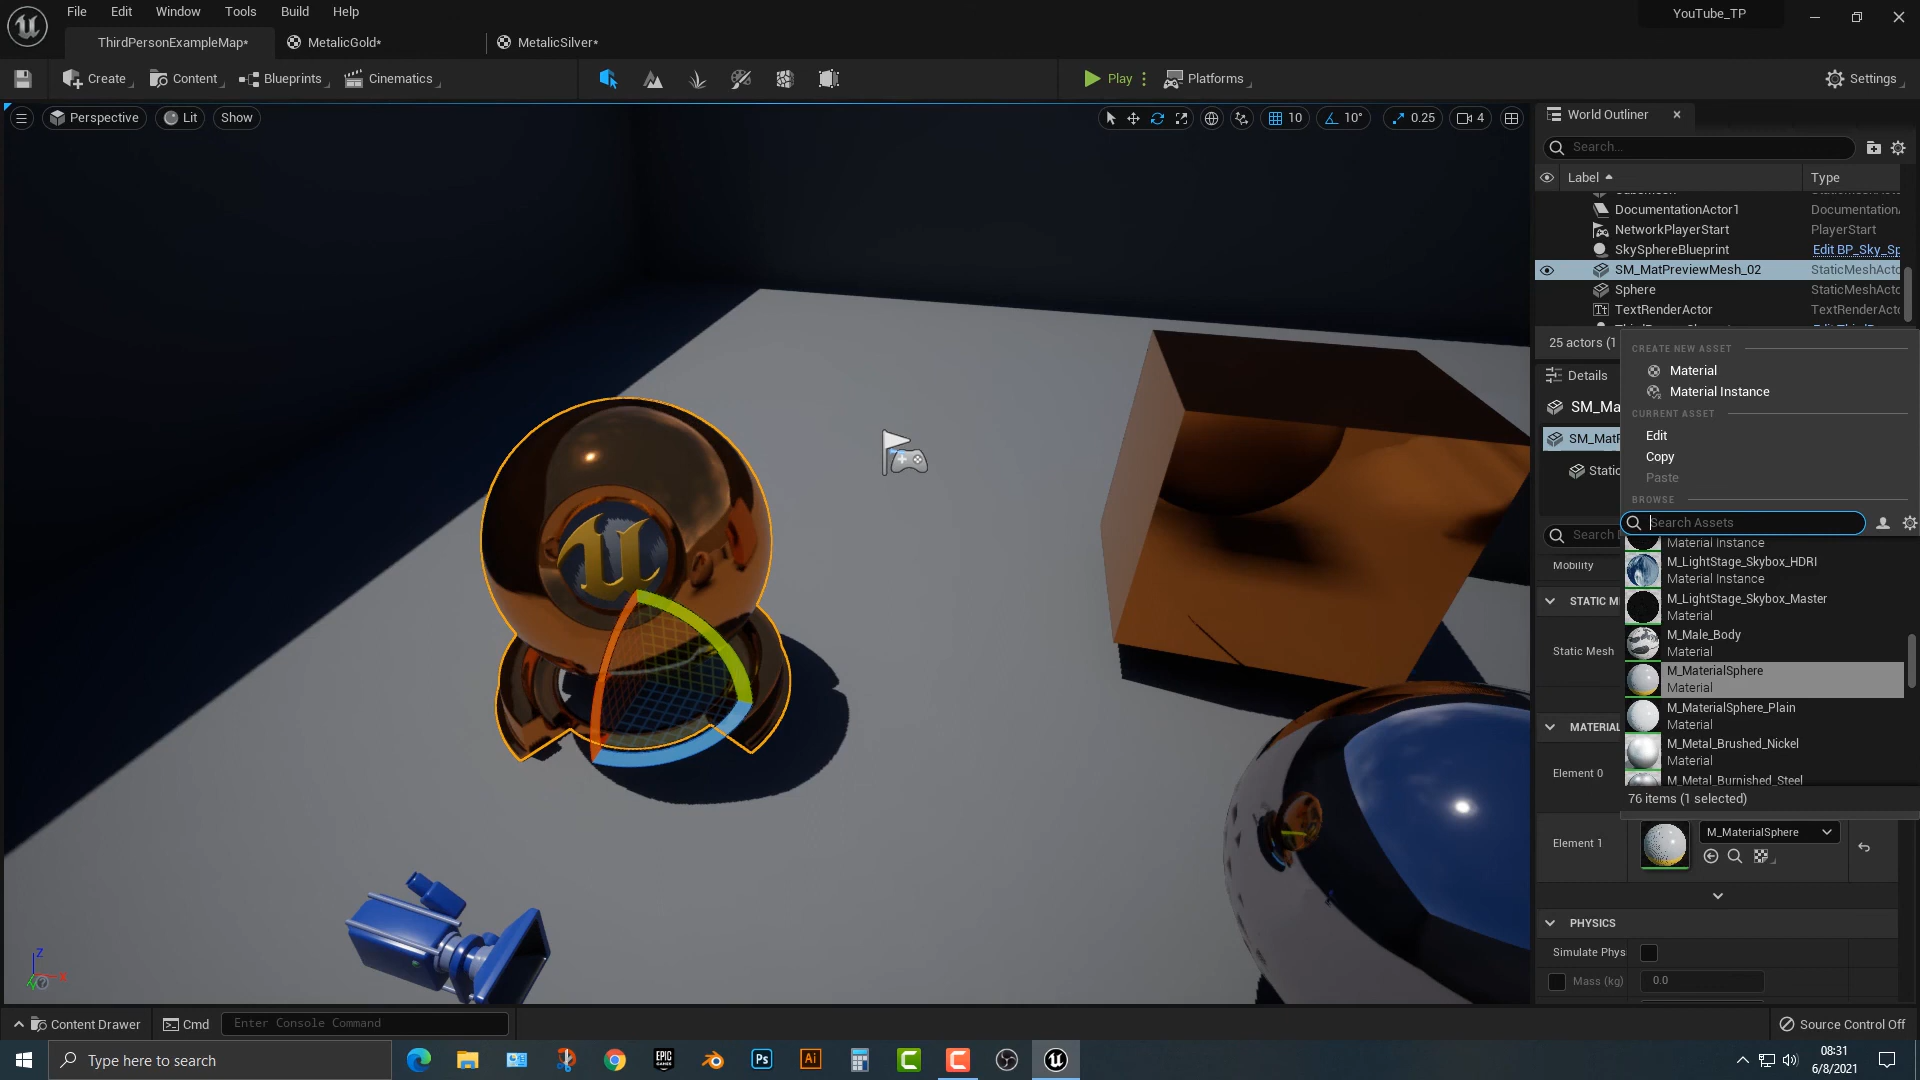 File Edit Window Tools Build Help
YouTube_TP
ThirdPersonExampleMap*
MetalicGold*
MetalicSilver*
Create
Content
Blueprints
Cinematics
Play
Platforms
Settings
Perspective
Lit
Show
10
10°
0.25
4
World Outliner
Search...
Label
Type
DocumentationActor1 Documentation
NetworkPlayerStart PlayerStart
SkySphereBlueprint Edit BP_Sky_Sp
SM_MatPreviewMesh_02 StaticMeshActo
Sphere StaticMeshActo
TextRenderActor TextRenderActo
25 actors (1
CREATE NEW ASSET
Material
Material Instance
CURRENT ASSET
Edit
Copy
Paste
BROWSE
Search Assets
Material Instance
M_LightStage_Skybox_HDRI
Material Instance
M_LightStage_Skybox_Master
Material
M_Male_Body
Material
M_MaterialSphere
Material
M_MaterialSphere_Plain
Material
M_Metal_Brushed_Nickel
Material
M_Metal_Burnished_Steel
76 items (1 selected)
Details
SM_Ma
SM_MatP
Static
Search
Mobility
STATIC M
Static Mesh
MATERIAL
Element 0
Element 1
M_MaterialSphere
PHYSICS
Simulate Phys
Mass (kg) 0.0
Content Drawer
Cmd
Enter Console Command
Source Control Off
Type here to search
EPIC GAMES
Ps
Ai
08:31
6/8/2021